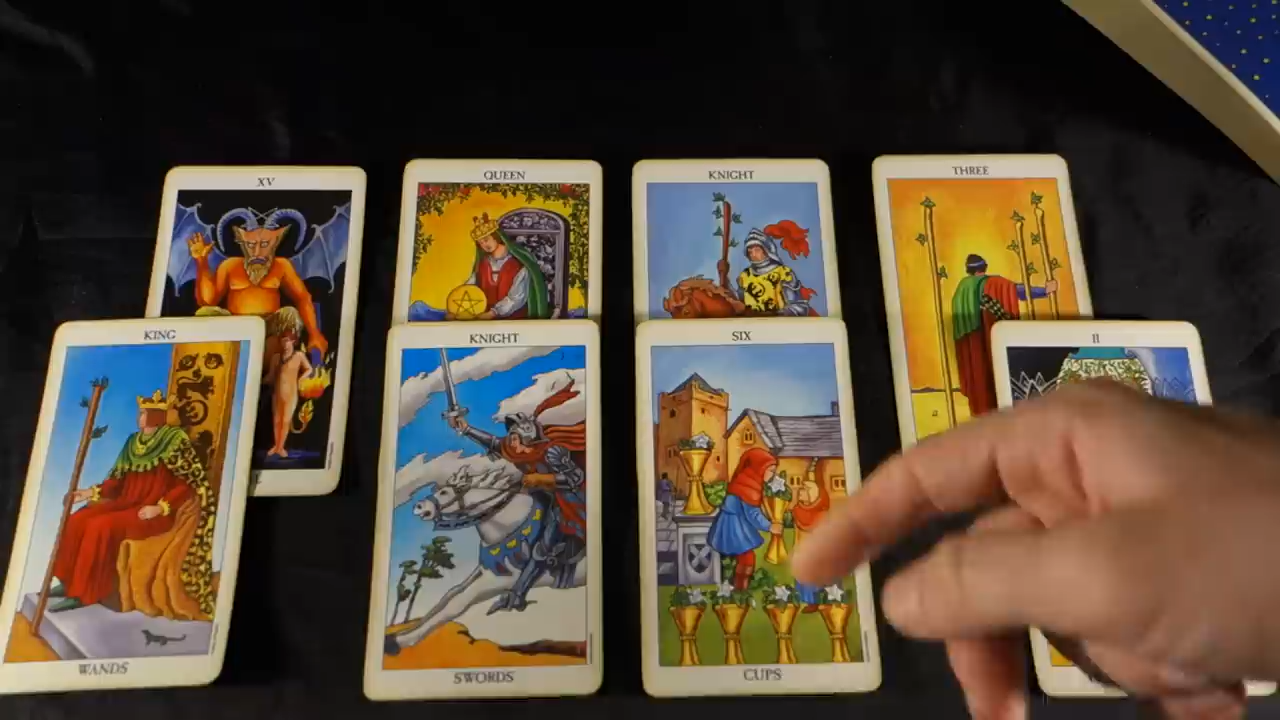 XV
QUEEN
KNIGHT
THREE
KING
KNIGHT
SIX
II
WANDS
SWORDS
CUPS